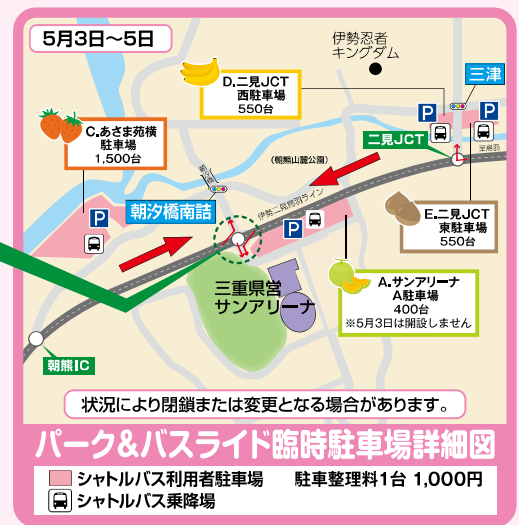 5月3日〜5日
伊勢忍者
キングダム
D.二見JCT
西駐車場
550台
三津
P
P
C.あさま苑横
駐車場
1,500台
二見JCT
至鳥羽
(朝熊山麓公園)
朝汐橋
朝汐橋南詰
伊勢二見鳥羽ライン
P
P
E.二見JCT
東駐車場
550台
A.サンアリーナ
A駐車場
400台
※5月3日は開設しません
三重県営
サンアリーナ
朝熊IC
状況により閉鎖または変更となる場合があります。
パーク&バスライド臨時駐車場詳細図
シャトルバス利用者駐車場 駐車整理料1台 1,000円
シャトルバス乗降場